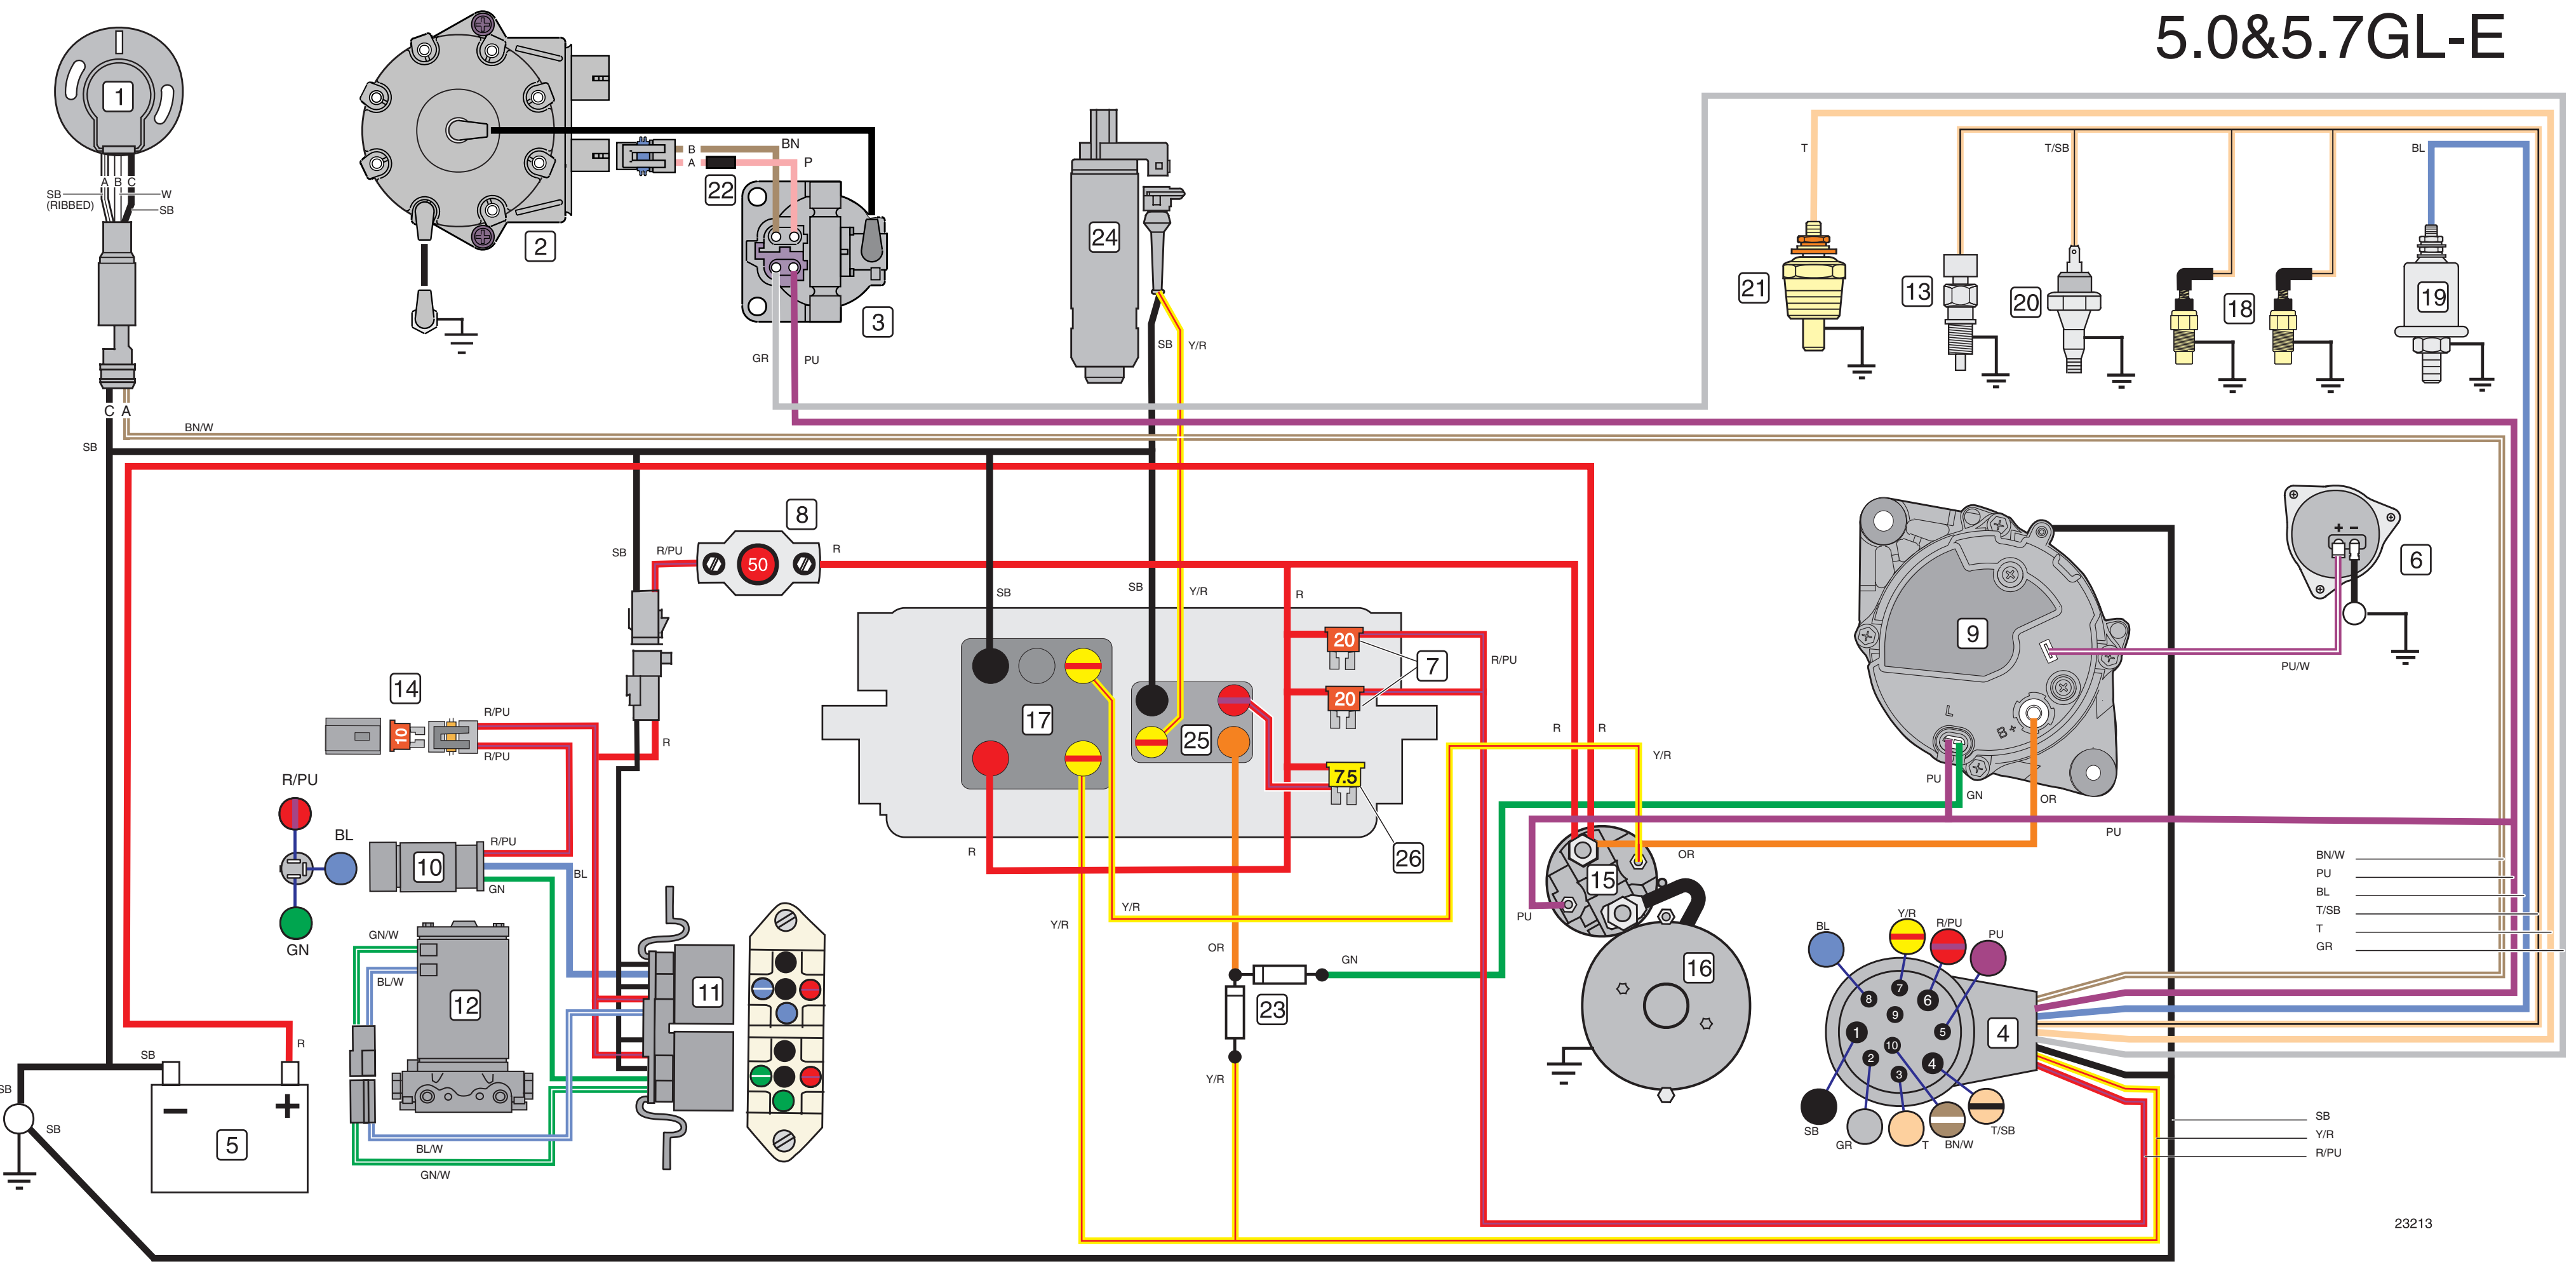 5.0&5.7GL-E
1
A B C
SB
(RIBBED)
W
SB
C A
BN/W
SB
2
B
A
BN
P
22
3
GR
PU
24
SB
Y/R
T
T/SB
BL
21
13
20
18
19
8
50
SB
R/PU
R
SB
SB
Y/R
R
20
20
7
R/PU
17
25
7.5
26
R
R
R
Y/R
9
L
B+
PU
GN
OR
+ −
6
PU/W
14
10
R/PU
R/PU
R
R/PU
BL
GN
10
R/PU
BL
GN
R
Y/R
Y/R
OR
GN
23
Y/R
15
PU
OR
PU
16
GN/W
BL/W
12
BL/W
GN/W
11
SB
R
SB
SB
− +
5
BN/W
PU
BL
T/SB
T
GR
BL
Y/R
R/PU
PU
8
7
6
9
1
5
10
2
4
3
4
SB
GR
T
BN/W
T/SB
SB
Y/R
R/PU
23213